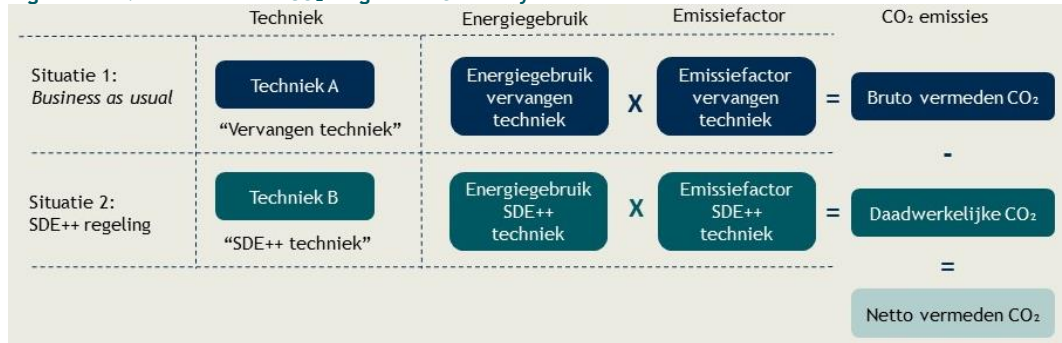 Techniek Energiegebruik Emissiefactor CO₂ emissies
Situatie 1:
Business as usual
Techniek A
"Vervangen techniek"
Energiegebruik
vervangen
techniek
X
Emissiefactor
vervangen
techniek
=
Bruto vermeden CO₂
-
Situatie 2:
SDE++ regeling
Techniek B
"SDE++ techniek"
Energiegebruik
SDE++
techniek
X
Emissiefactor
SDE++
techniek
=
Daadwerkelijke CO₂
=
Netto vermeden CO₂